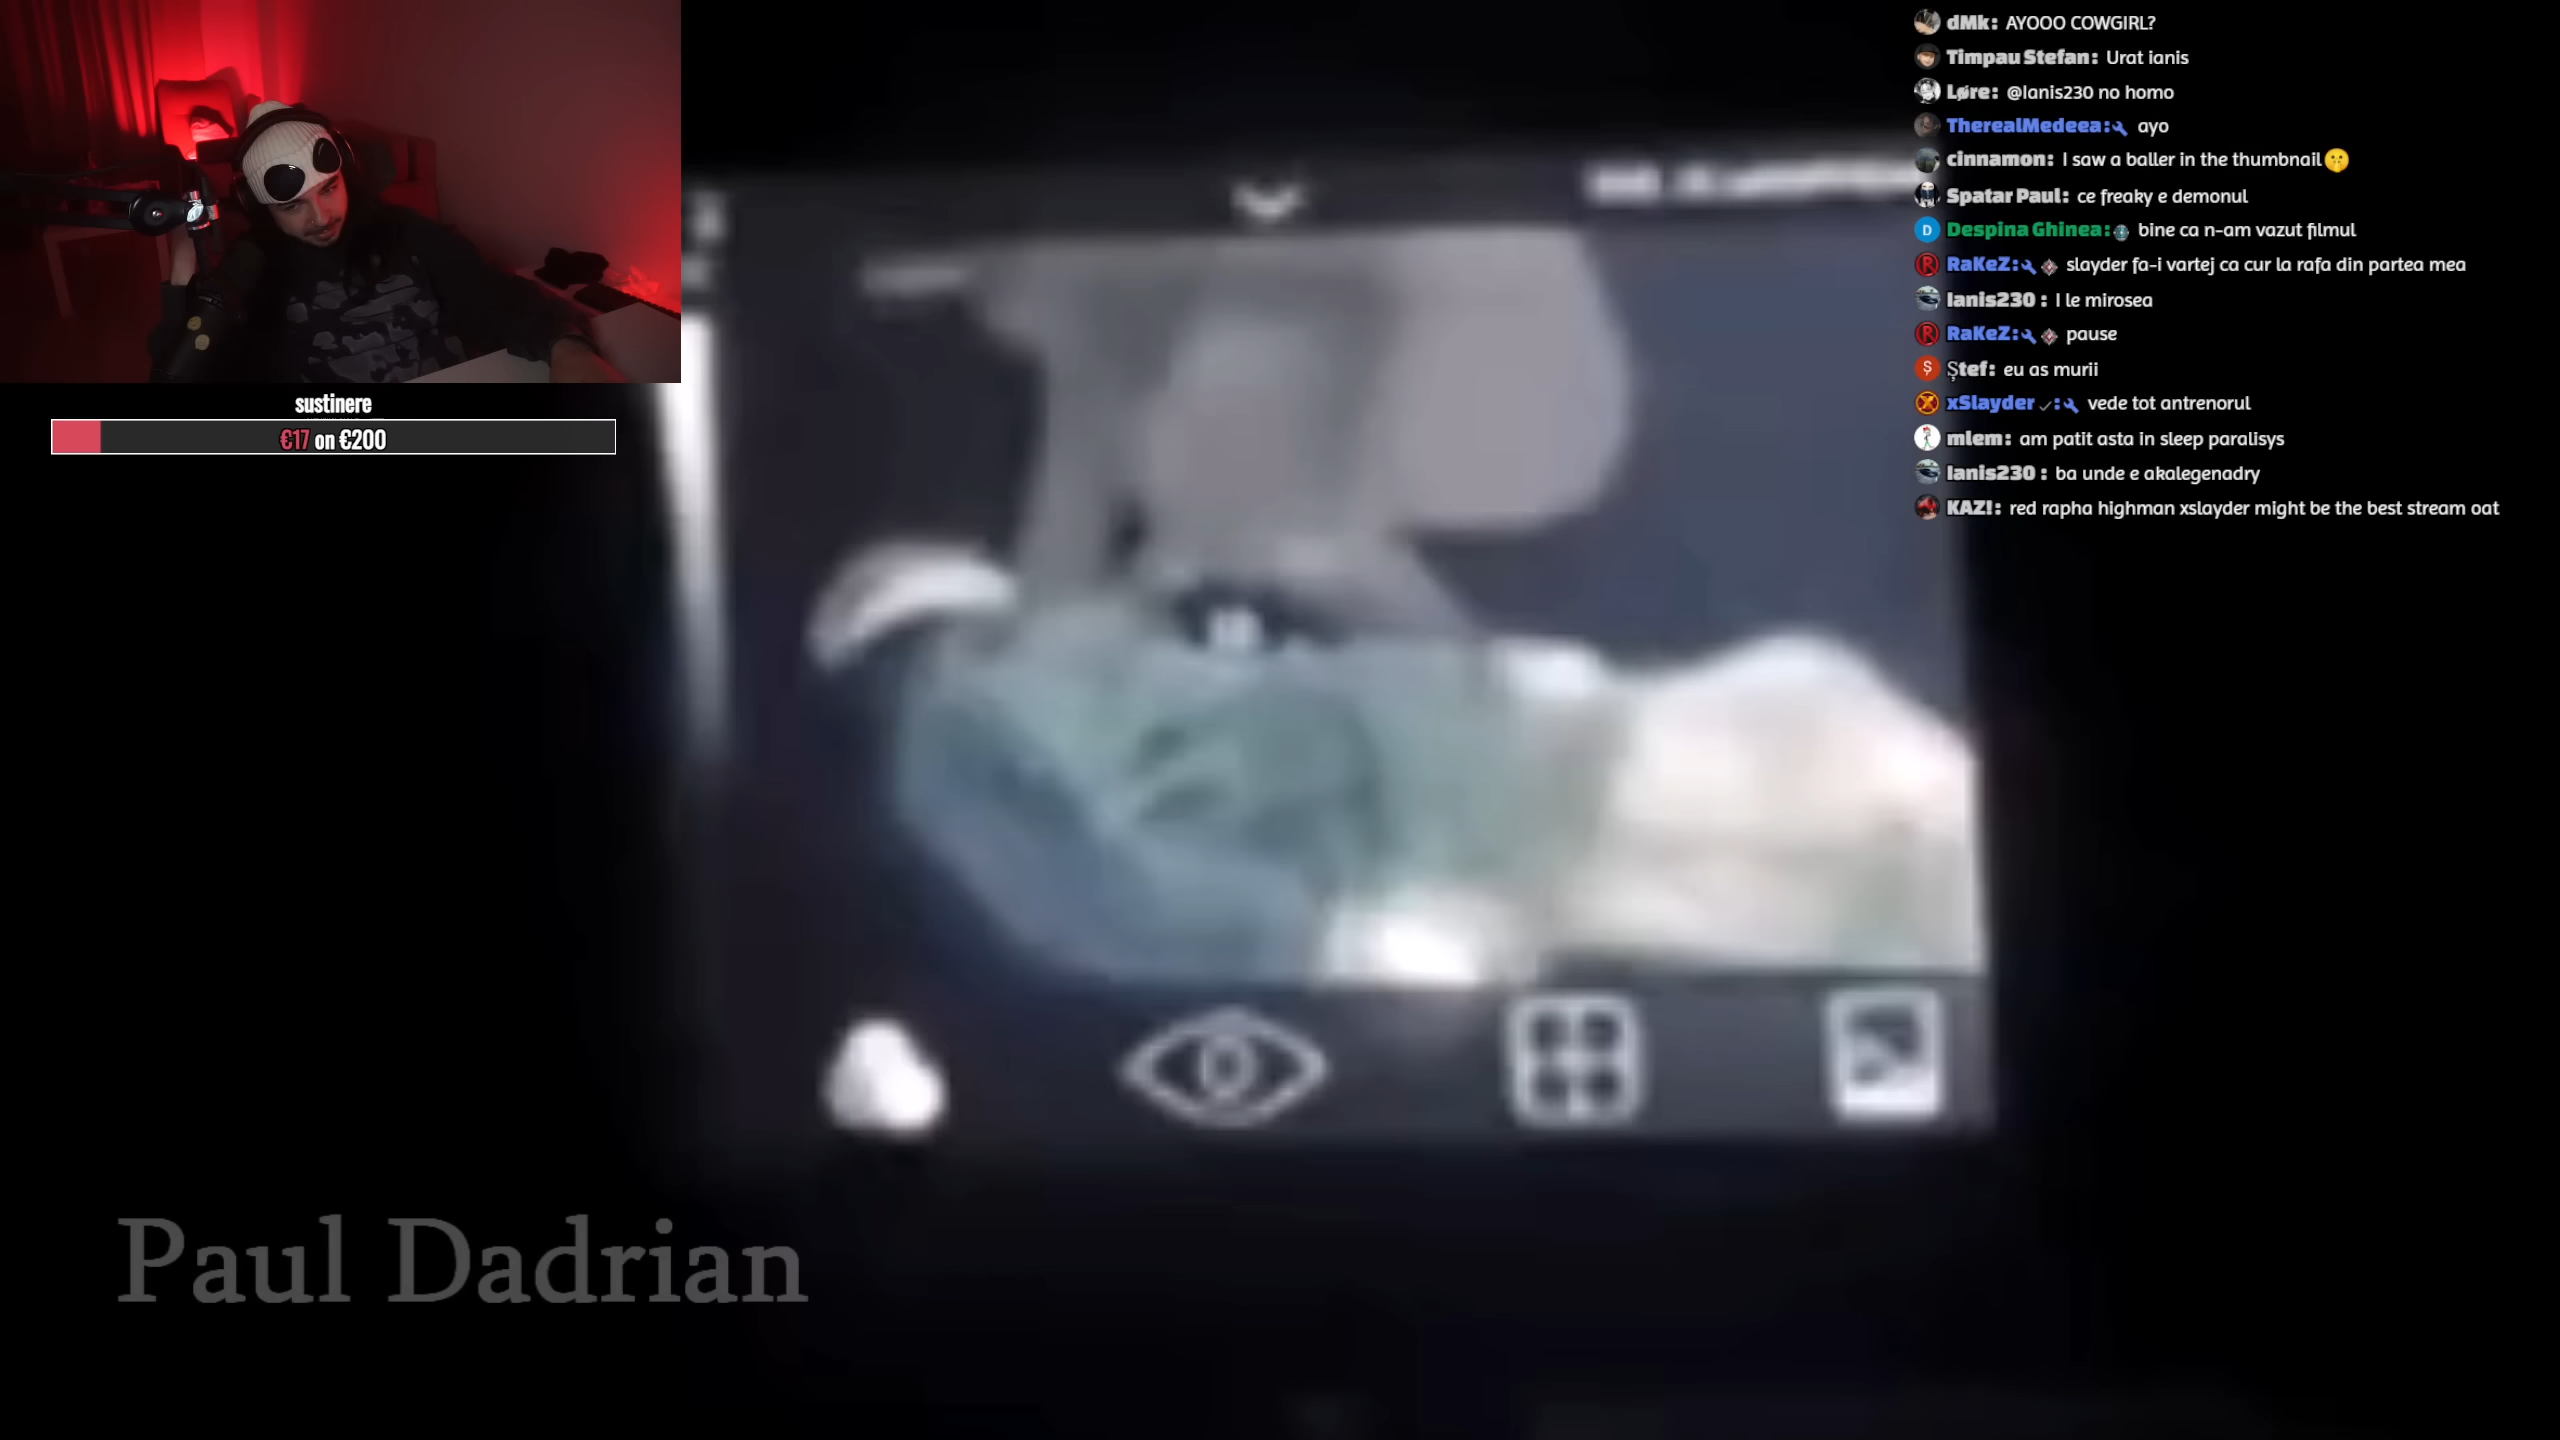 dMk: AYOOO COWGIRL?
Timpau Stefan: Urat ianis
Løre: @Ianis230 no homo
TherealMedeea: ayo
cinnamon: I saw a baller in the thumbnail🤫
Spatar Paul: ce freaky e demonul
Despina Ghinea: bine ca n-am vazut filmul
RaKeZ: slayder fa-i vartej ca cur la rafa din partea mea
Ianis230 : I le mirosea
RaKeZ: pause
Ștef: eu as murii
xSlayder ✓: vede tot antrenorul
mlem: am patit asta in sleep paralisys
Ianis230 : ba unde e akalegenadry
KAZ!: red rapha highman xslayder might be the best stream oat
sustinere
€17 on €200
Paul Dadrian